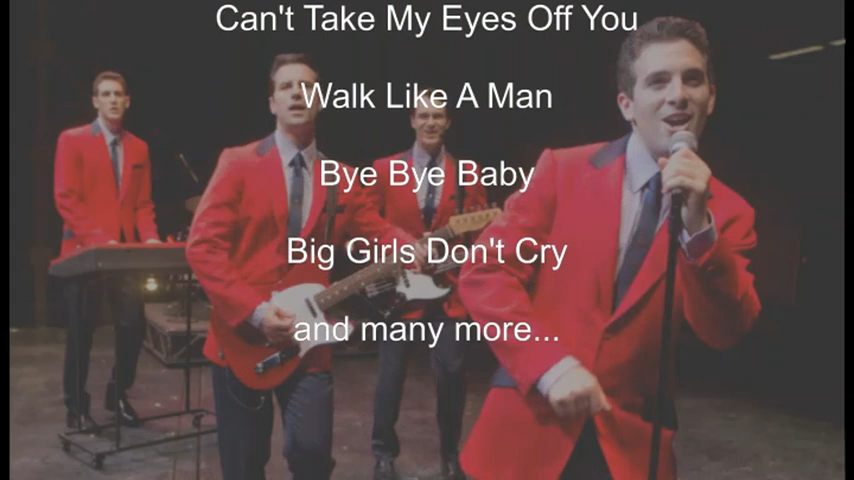 Can't Take My Eyes Off You
Walk Like A Man
Bye Bye Baby
Big Girls Don't Cry
and many more...